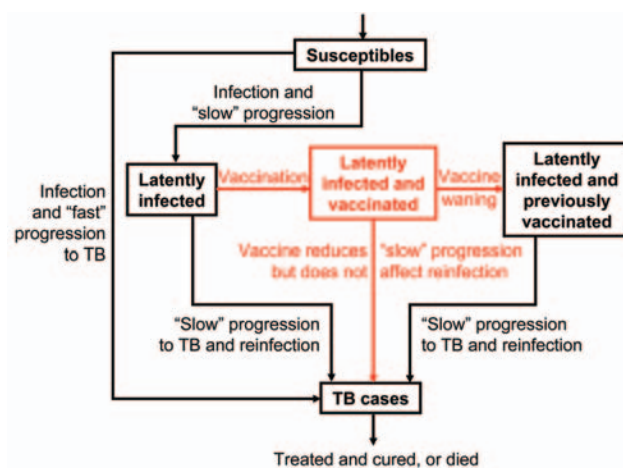 Susceptibles
Infection and
“slow” progression
Latently
infected
Vaccination
Latently
infected and
vaccinated
Vaccine
waning
Latently
infected and
previously
vaccinated
Infection
and “fast”
progression
to TB
Vaccine reduces
but does not
“slow” progression
affect reinfection
“Slow” progression
to TB and reinfection
“Slow” progression
to TB and reinfection
TB cases
Treated and cured, or died